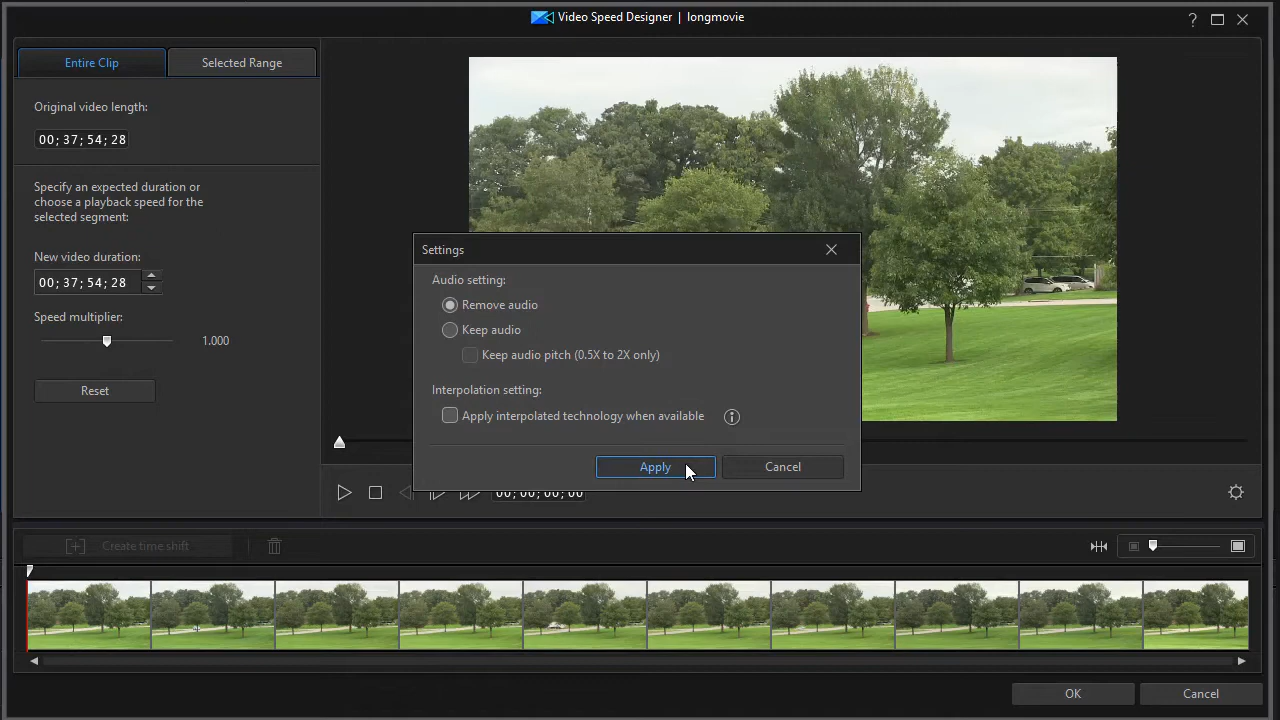 Video Speed Designer | longmovie
?
Entire Clip
Selected Range
Original video length:
00; 37; 54; 28
Specify an expected duration or
choose a playback speed for the
selected segment:
New video duration:
00; 37; 54; 28
Speed multiplier:
1.000
Reset
Settings
Audio setting:
Remove audio
Keep audio
Keep audio pitch (0.5X to 2X only)
Interpolation setting:
Apply interpolated technology when available
Apply
Cancel
00; 00; 00; 00
Create time shift
OK
Cancel